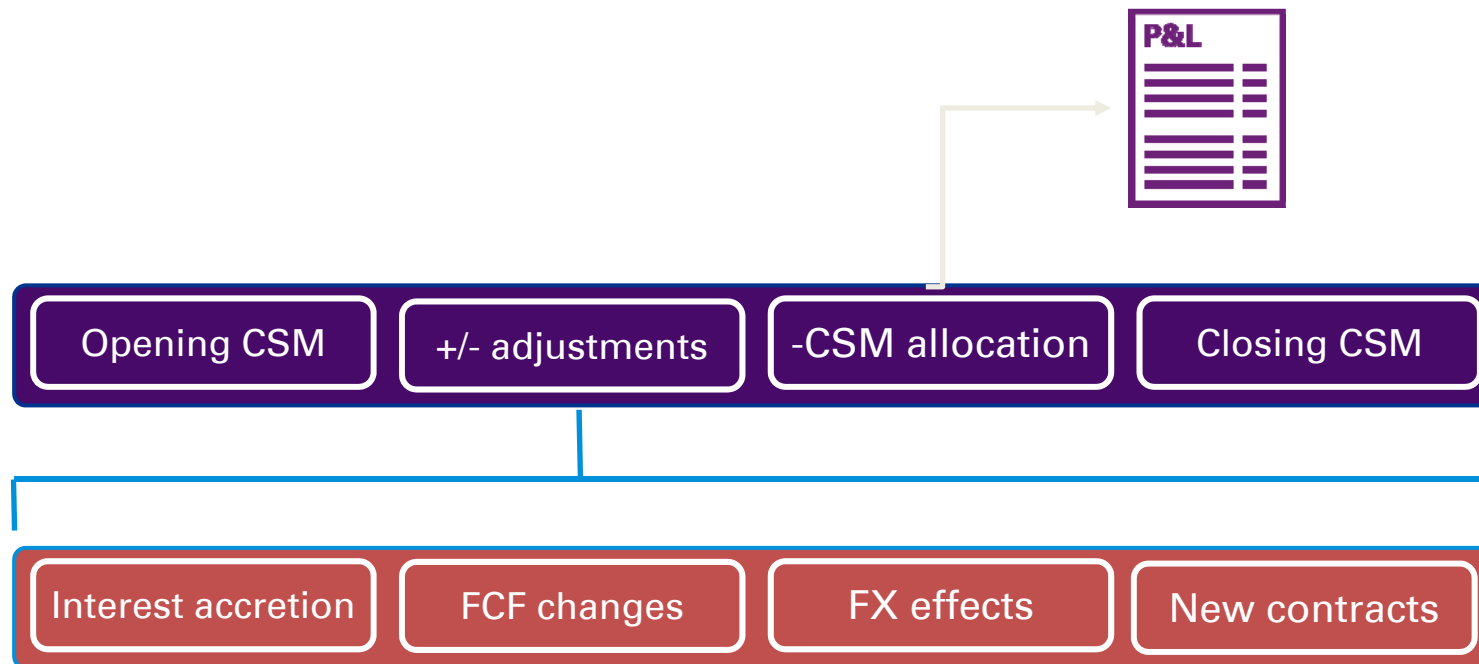 P&L
Opening CSM
+/- adjustments
-CSM allocation
Closing CSM
Interest accretion
FCF changes
FX effects
New contracts